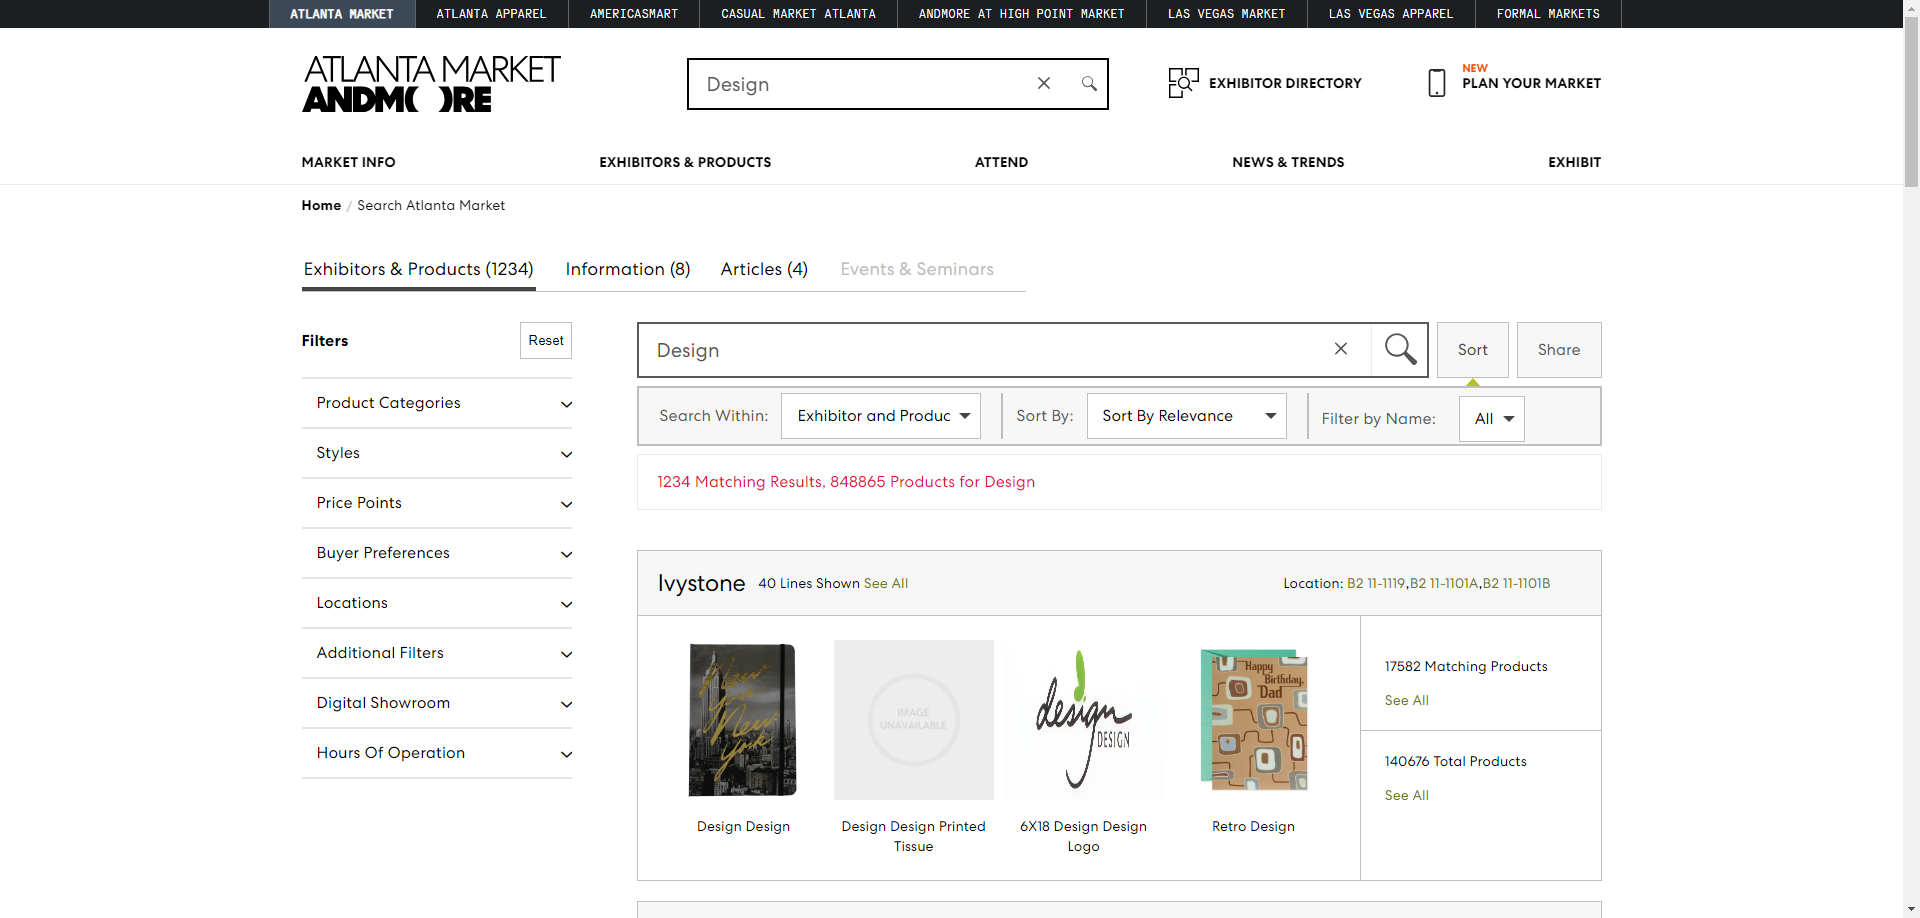 ATLANTA MARKET
ATLANTA APPAREL
AMERICASMART
CASUAL MARKET ATLANTA
ANDMORE AT HIGH POINT MARKET
LAS VEGAS MARKET
LAS VEGAS APPAREL
FORMAL MARKETS
ATLANTA MARKET
ANDMORE
Design
EXHIBITOR DIRECTORY
NEW
PLAN YOUR MARKET
MARKET INFO
EXHIBITORS & PRODUCTS
ATTEND
NEWS & TRENDS
EXHIBIT
Home / Search Atlanta Market
Exhibitors & Products (1234)
Information (8)
Articles (4)
Events & Seminars
Filters
Reset
Product Categories
Styles
Price Points
Buyer Preferences
Locations
Additional Filters
Digital Showroom
Hours Of Operation
Design
Sort
Share
Search Within:
Exhibitor and Produc
Sort By:
Sort By Relevance
Filter by Name:
All
1234 Matching Results, 848865 Products for Design
Ivystone
40 Lines Shown See All
Location: B2 11-1119,B2 11-1101A,B2 11-1101B
New York New York
Design Design
IMAGE
UNAVAILABLE
Design Design Printed
Tissue
design
DESIGN
6X18 Design Design
Logo
Happy
Birthday,
Dad
Retro Design
17582 Matching Products
See All
140676 Total Products
See All